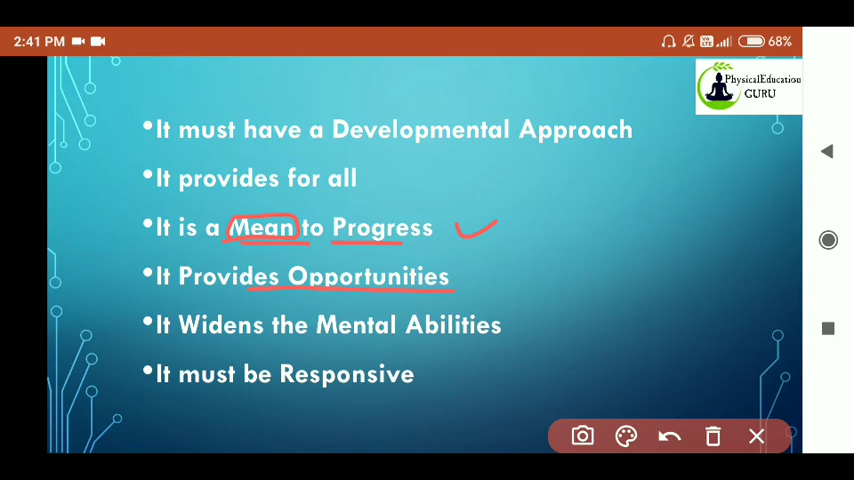 2:41 PM
68%
PhysicalEducation
GURU
•It must have a Developmental Approach
•It provides for all
•It is a Mean to Progress
•It Provides Opportunities
•It Widens the Mental Abilities
•It must be Responsive